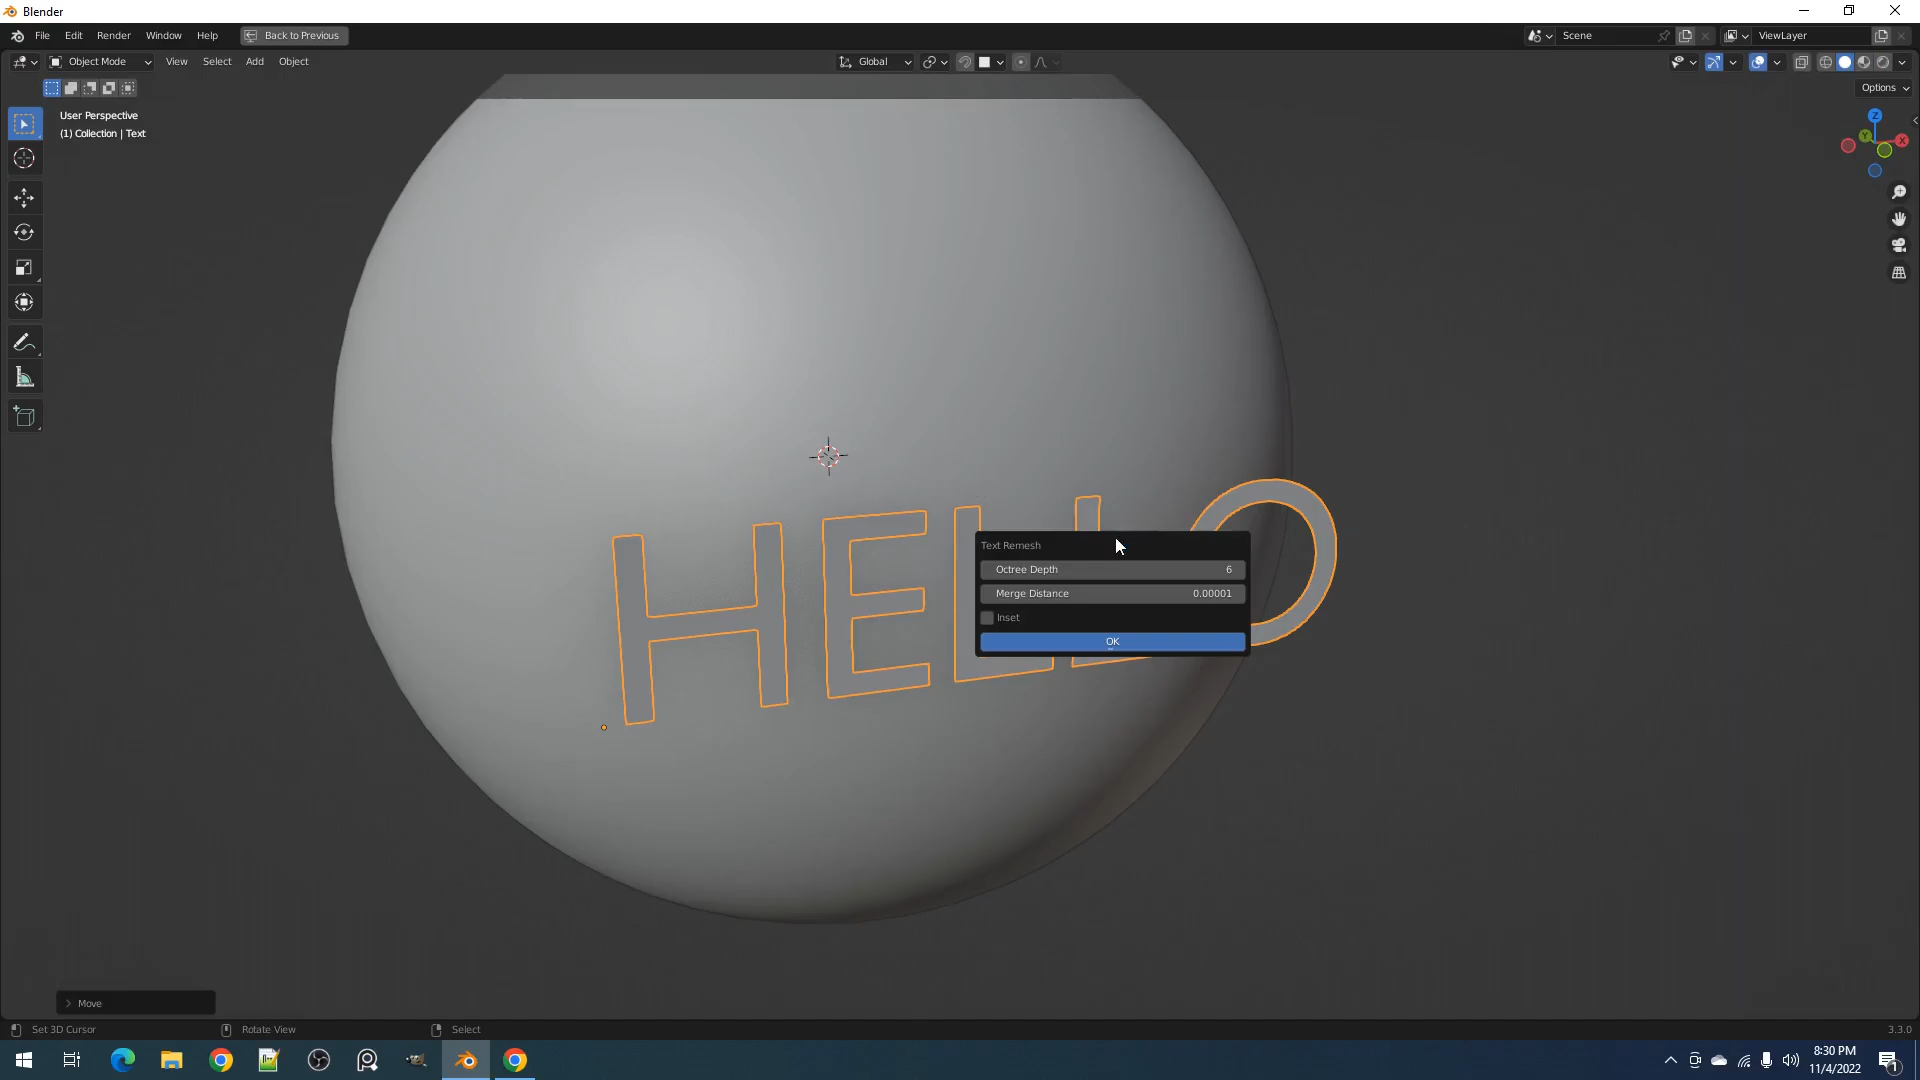 Blender
File Edit Render Window Help Back to Previous Scene ViewLayer
Object Mode View Select Add Object Global
Options
User Perspective
(1) Collection | Text
Z
Y
X
HELLO
Text Remesh
Octree Depth 6
Merge Distance 0.00001
Inset
OK
Move
Set 3D Cursor Rotate View Select 3.3.0
8:30 PM
11/4/2022
1